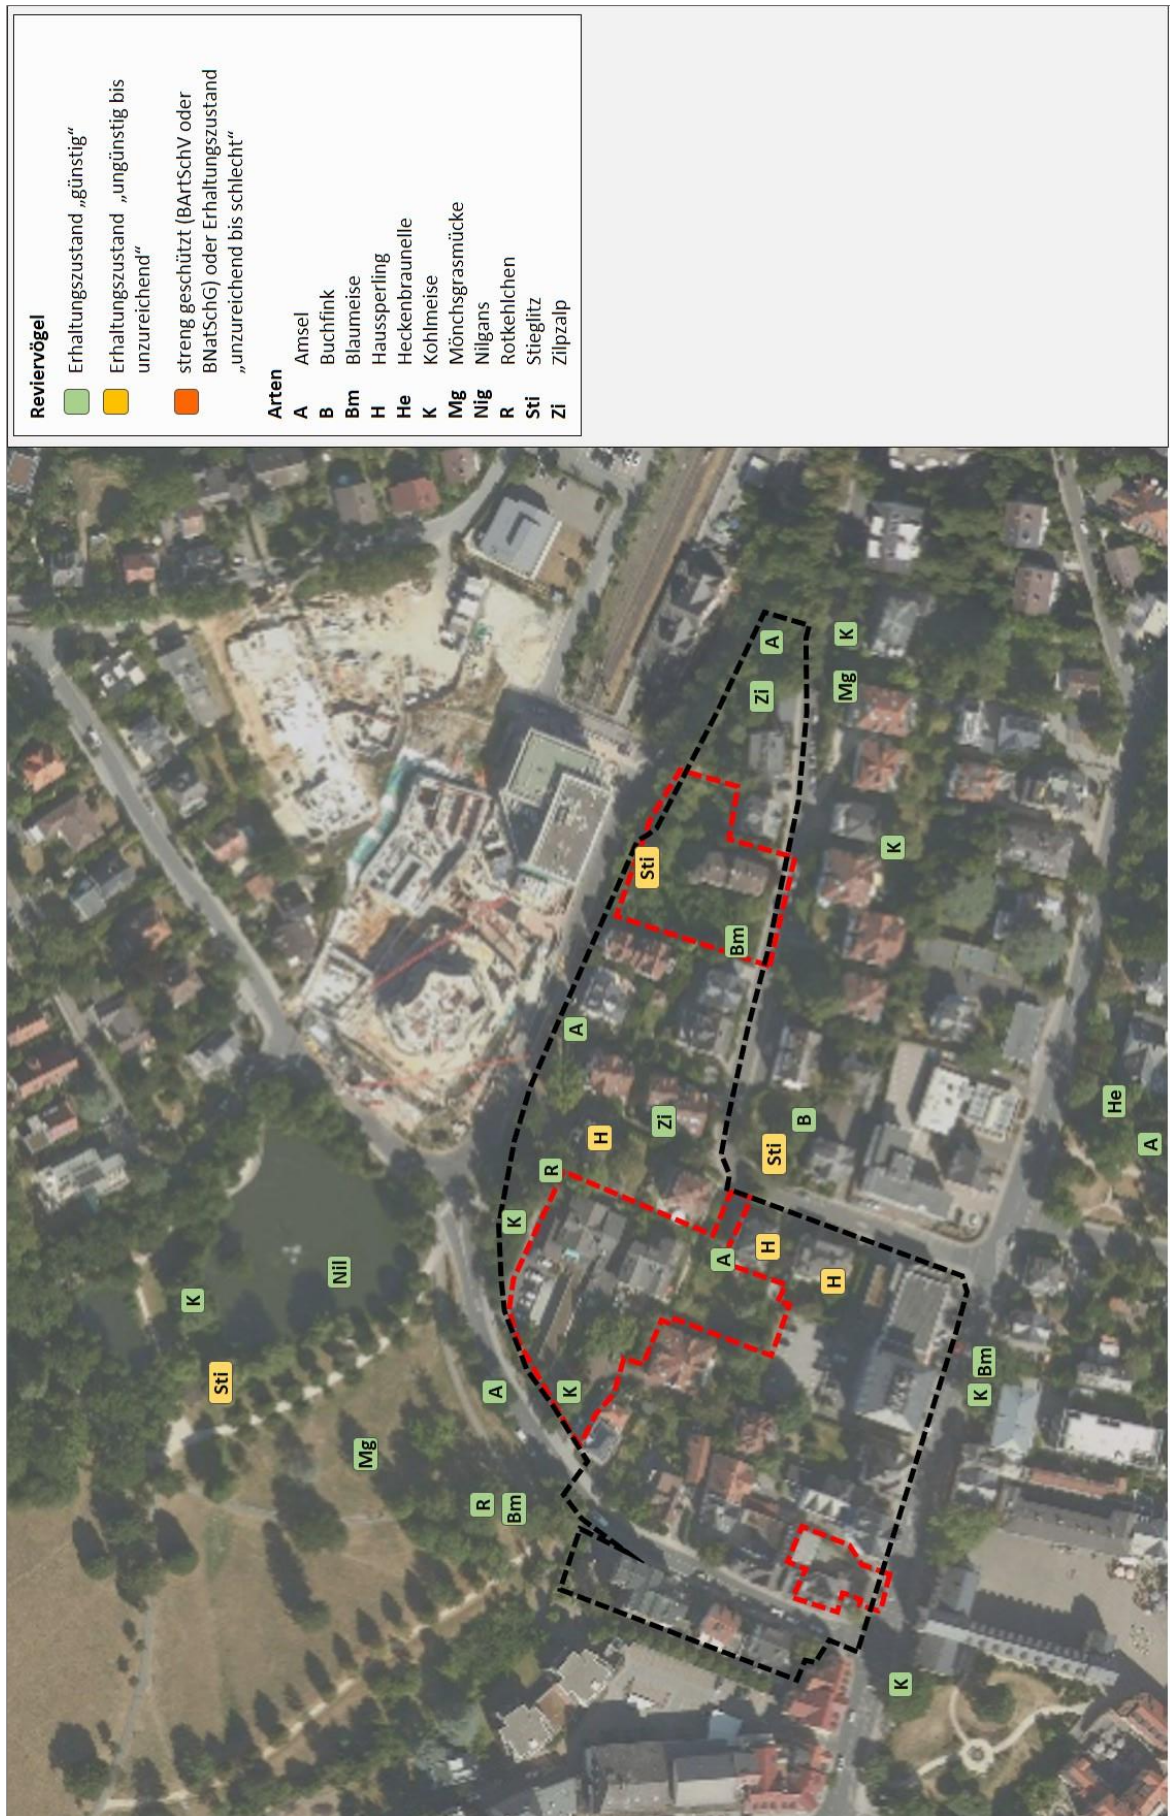 Reviervögel
Erhaltungszustand „günstig“
Erhaltungszustand „ungünstig bis
unzureichend“
streng geschützt (BArtSchV oder
BNatSchG) oder Erhaltungszustand
„unzureichend bis schlecht“
Arten
A Amsel
B Buchfink
Bm Blaumeise
H Haussperling
He Heckenbraunelle
K Kohlmeise
Mg Mönchsgrasmücke
Nig Nilgans
R Rotkehlchen
Sti Stieglitz
Zi Zilpzalp
K
Sti
Nil
Mg
R
A
Bm
K
R
K
A
H
Sti
Zi
A
Bm
Zi
H
A
Sti
B
H
Mg
K
K
K
K
Bm
He
A